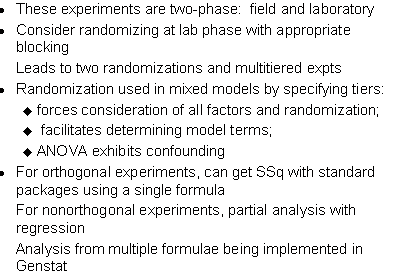 • These experiments are two-phase: field and laboratory
• Consider randomizing at lab phase with appropriate
blocking
Leads to two randomizations and multitiered expts
• Randomization used in mixed models by specifying tiers:
◆ forces consideration of all factors and randomization;
◆ facilitates determining model terms;
◆ ANOVA exhibits confounding
• For orthogonal experiments, can get SSq with standard
packages using a single formula
For nonorthogonal experiments, partial analysis with
regression
Analysis from multiple formulae being implemented in
Genstat